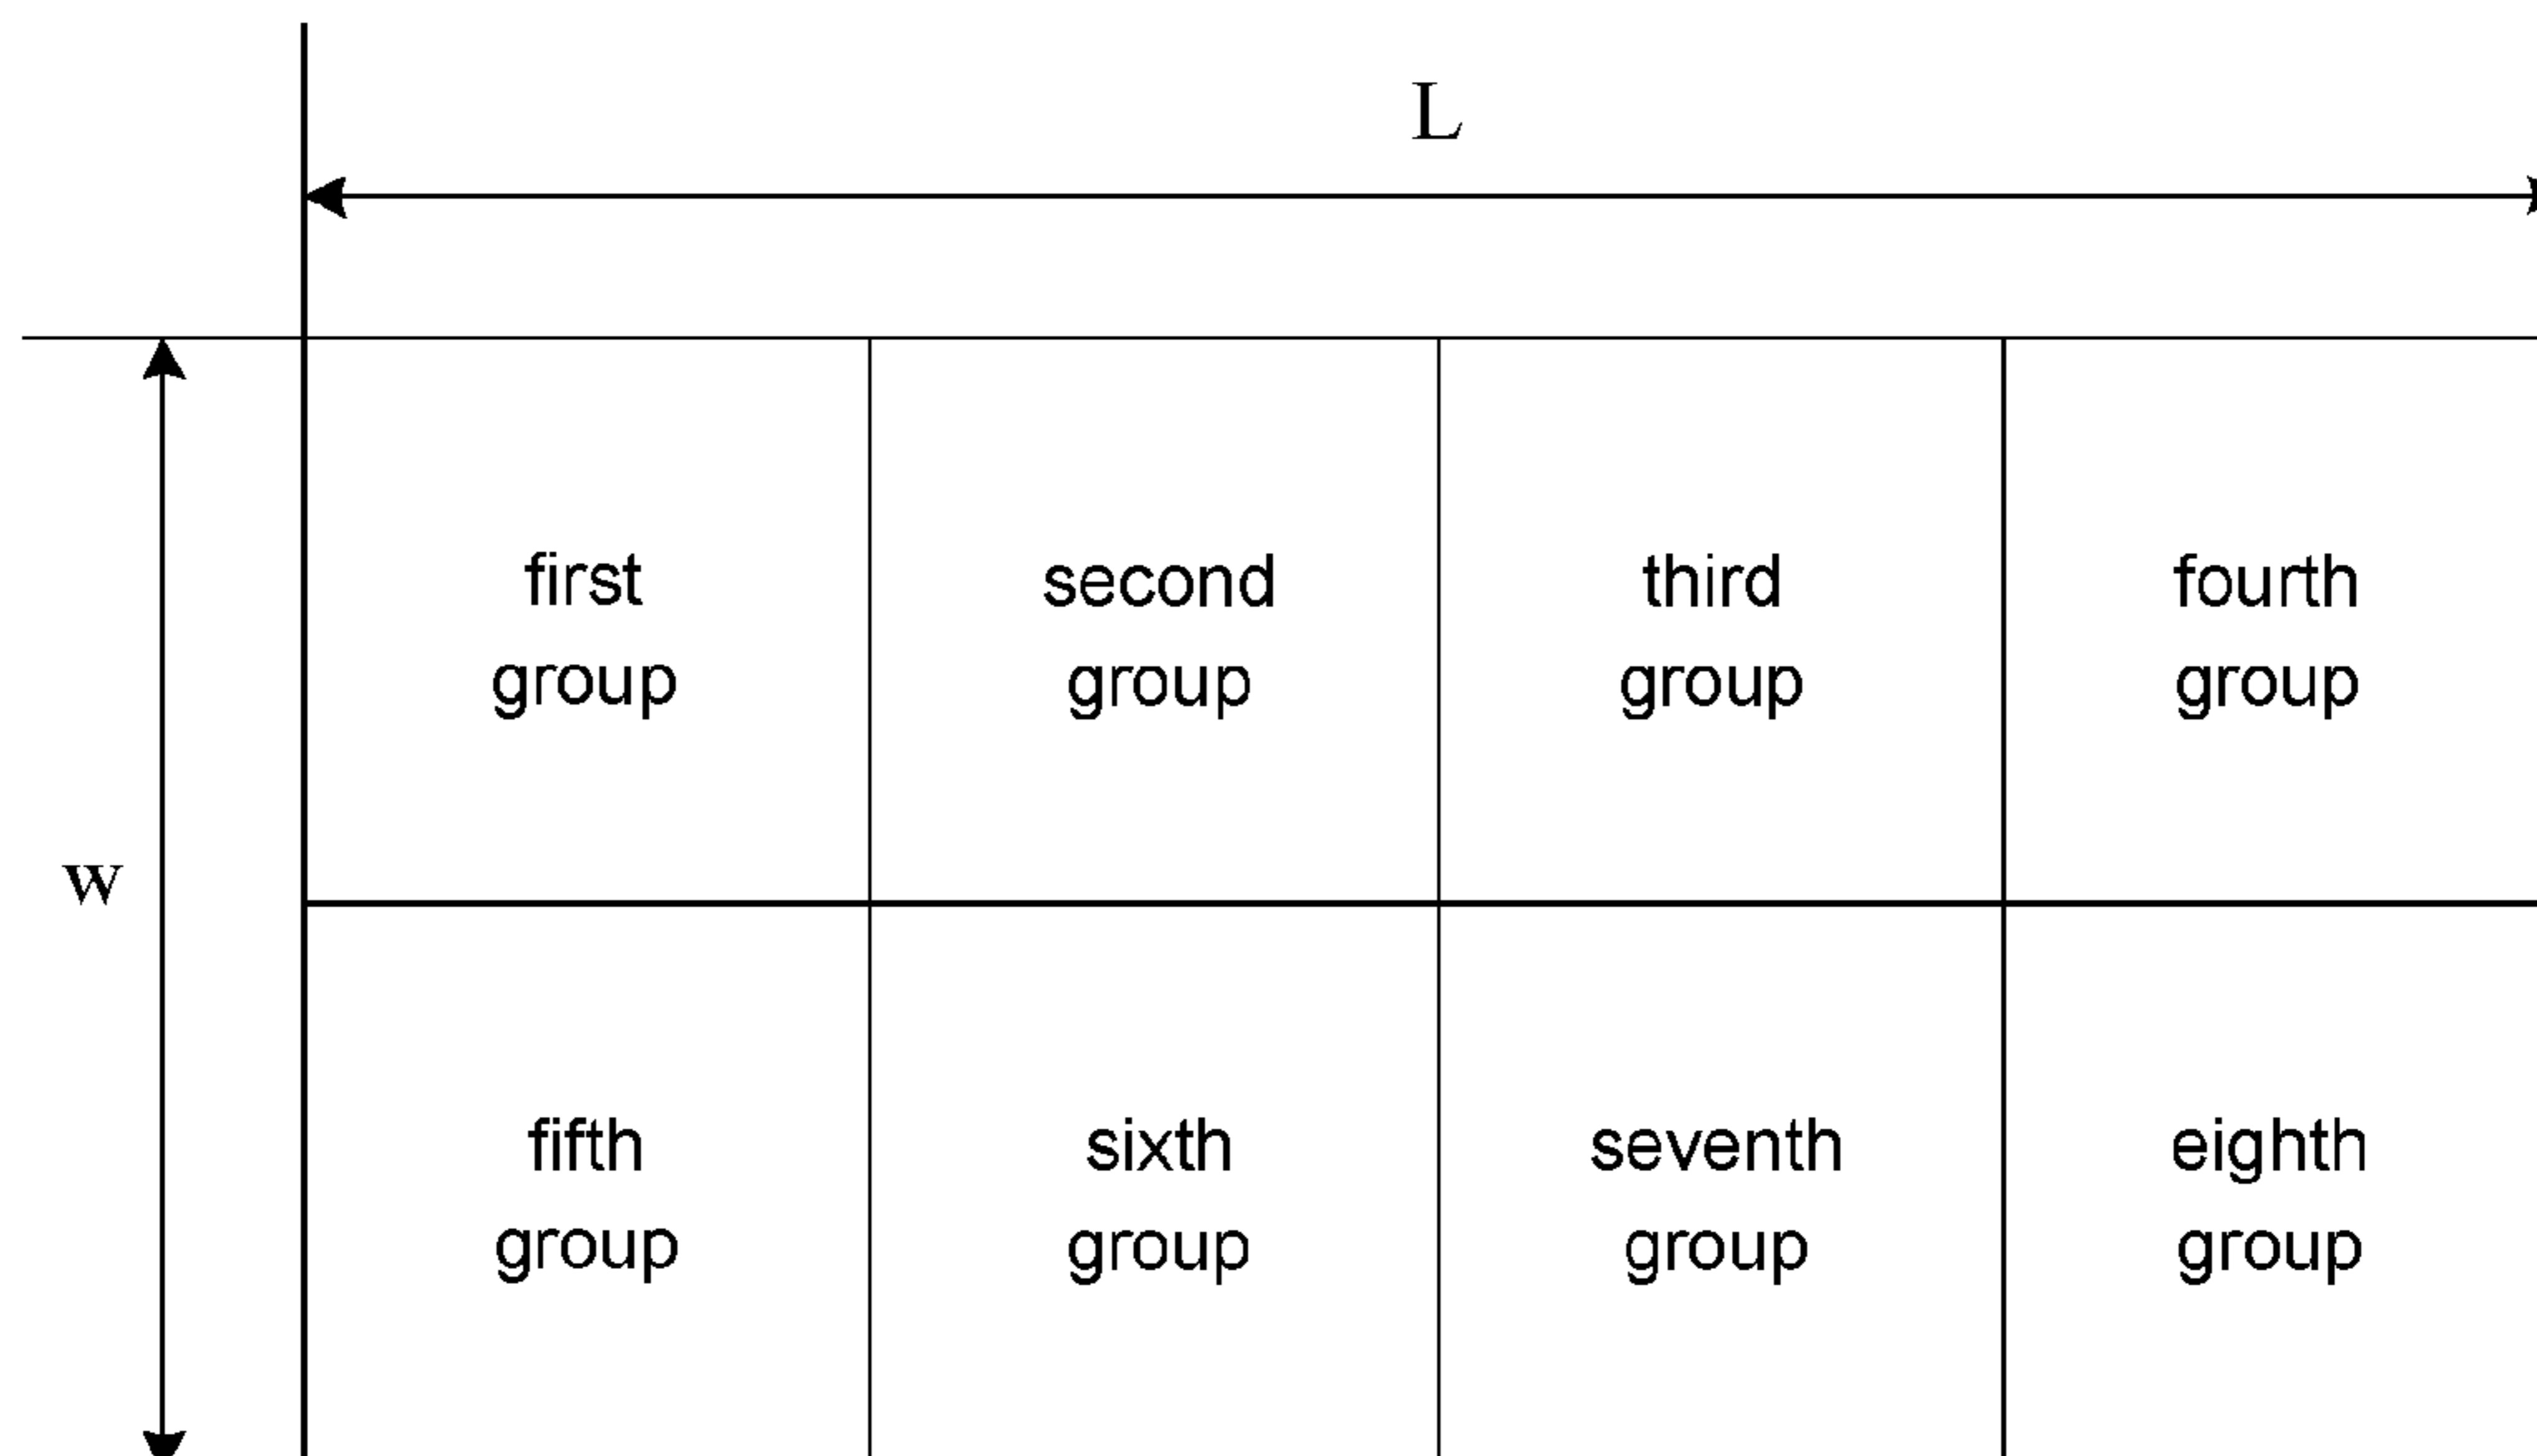 L
w
first
group
second
group
third
group
fourth
group
fifth
group
sixth
group
seventh
group
eighth
group